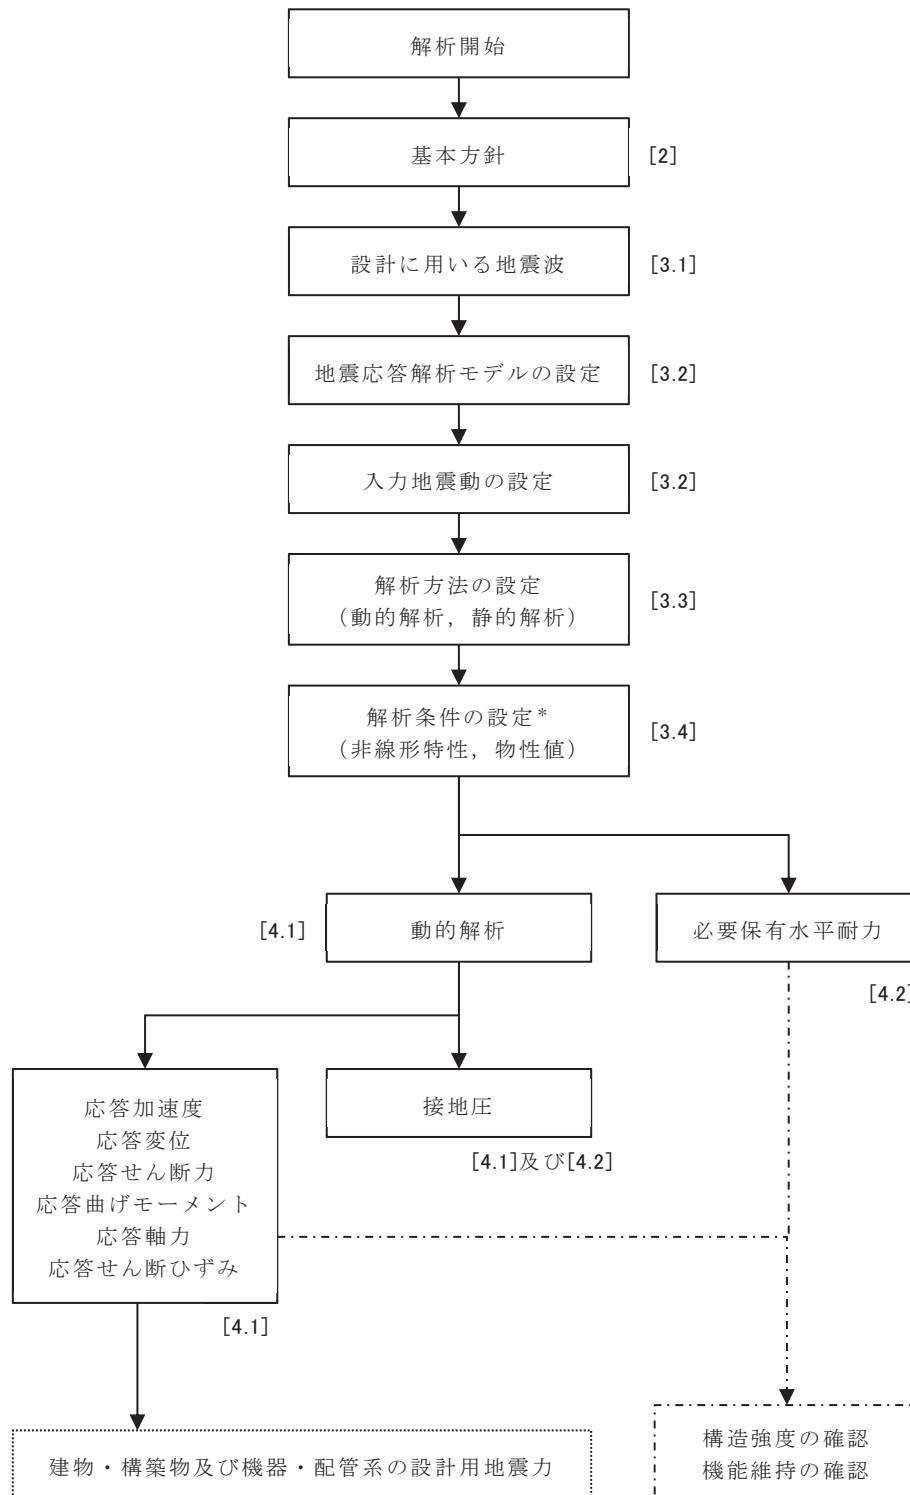 解析開始
基本方針
[2]
設計に用いる地震波
[3.1]
地震応答解析モデルの設定
[3.2]
入力地震動の設定
[3.2]
解析方法の設定
(動的解析，静的解析)
[3.3]
解析条件の設定*
(非線形特性，物性値)
[3.4]
[4.1]
動的解析
必要保有水平耐力
[4.2]
応答加速度
応答変位
応答せん断力
応答曲げモーメント
応答軸力
応答せん断ひずみ
[4.1]
接地圧
[4.1]及び[4.2]
建物・構築物及び機器・配管系の設計用地震力
構造強度の確認
機能維持の確認